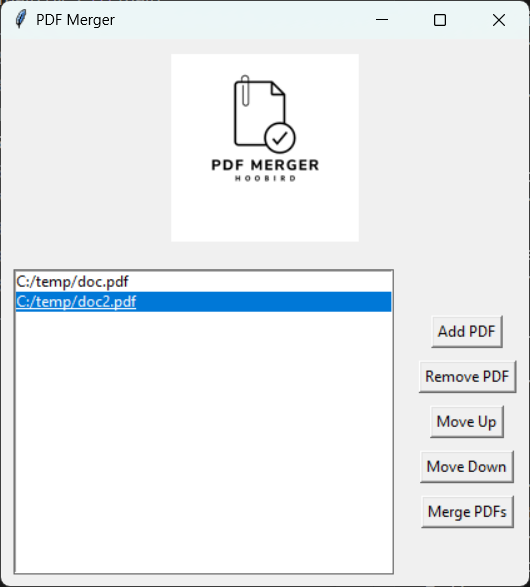 PDF Merger
PDF MERGER
HOOBIRD
C:/temp/doc.pdf
C:/temp/doc2.pdf
Add PDF
Remove PDF
Move Up
Move Down
Merge PDFs